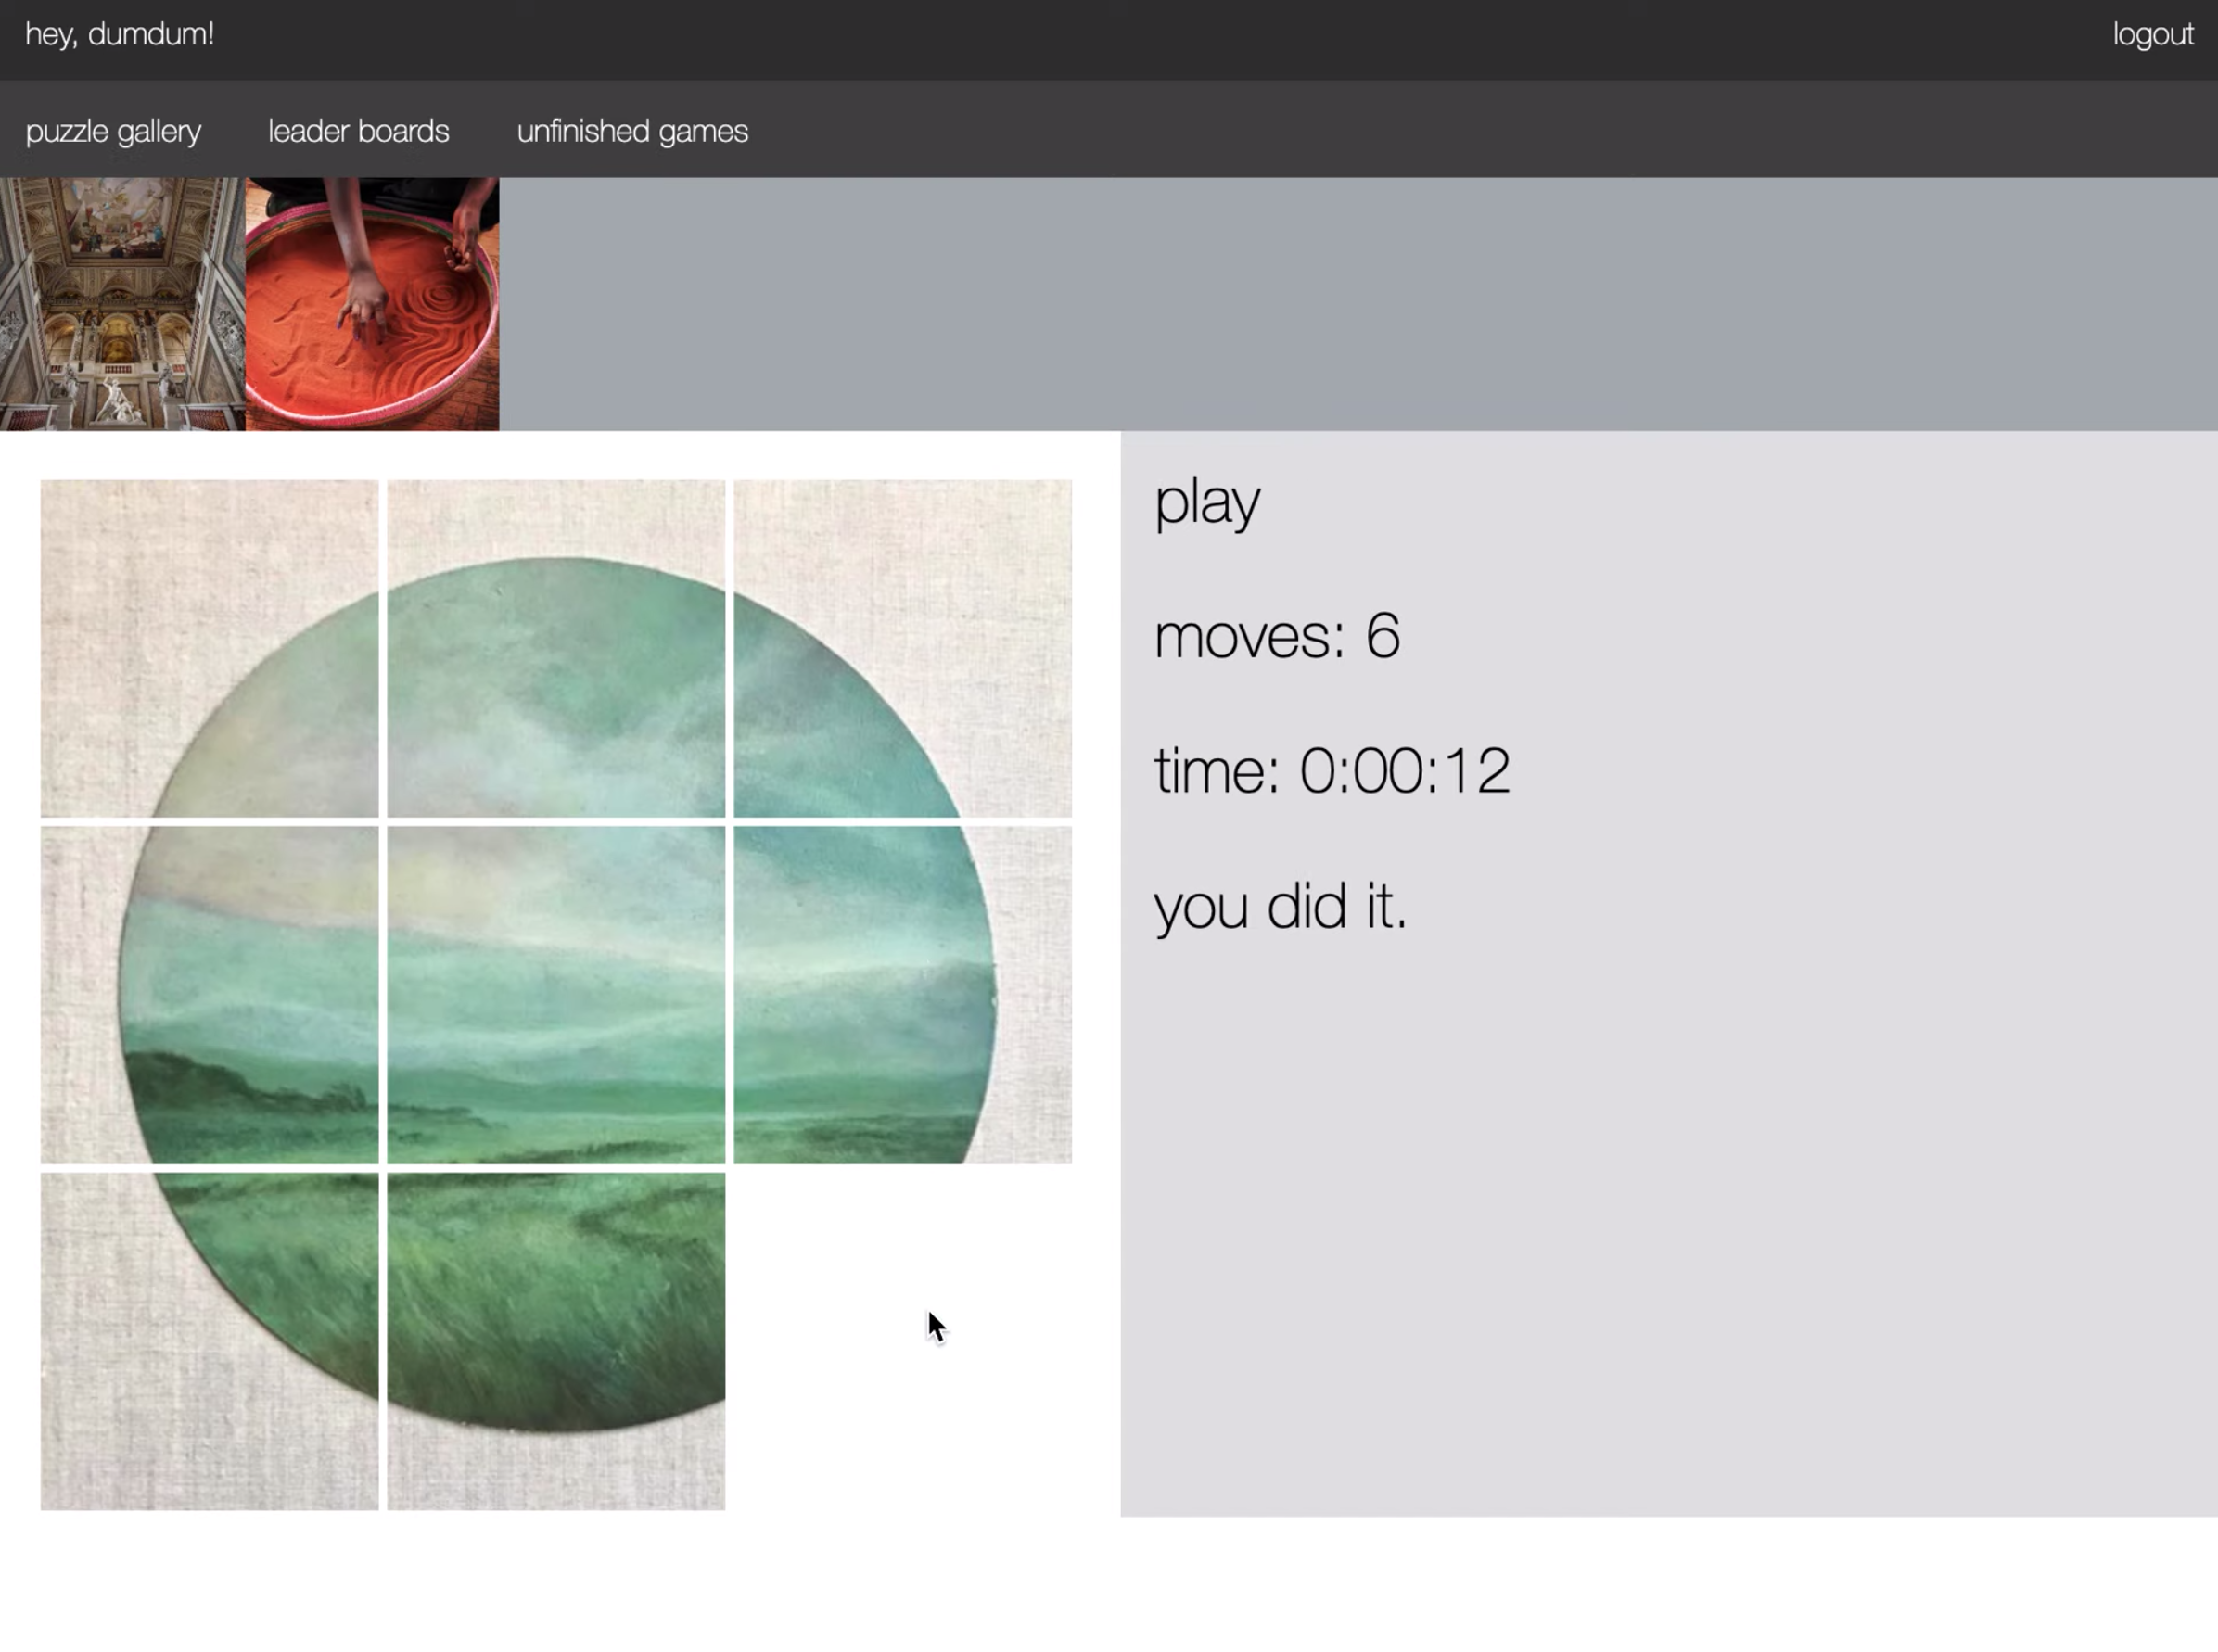 hey, dumdum!
logout
puzzle gallery
leader boards
unfinished games
play
moves: 6
time: 0:00:12
you did it.